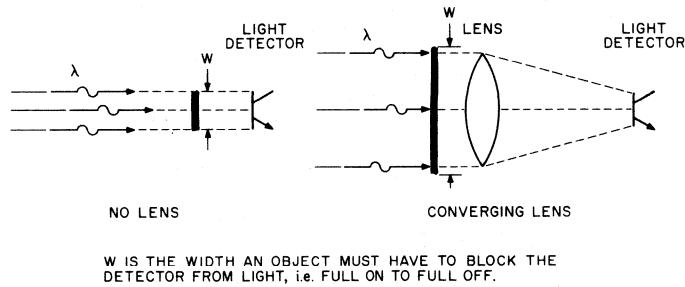 LIGHT
DETECTOR
λ
W
NO LENS
W
LENS
LIGHT
DETECTOR
λ
CONVERGING LENS
W IS THE WIDTH AN OBJECT MUST HAVE TO BLOCK THE
DETECTOR FROM LIGHT, i.e. FULL ON TO FULL OFF.